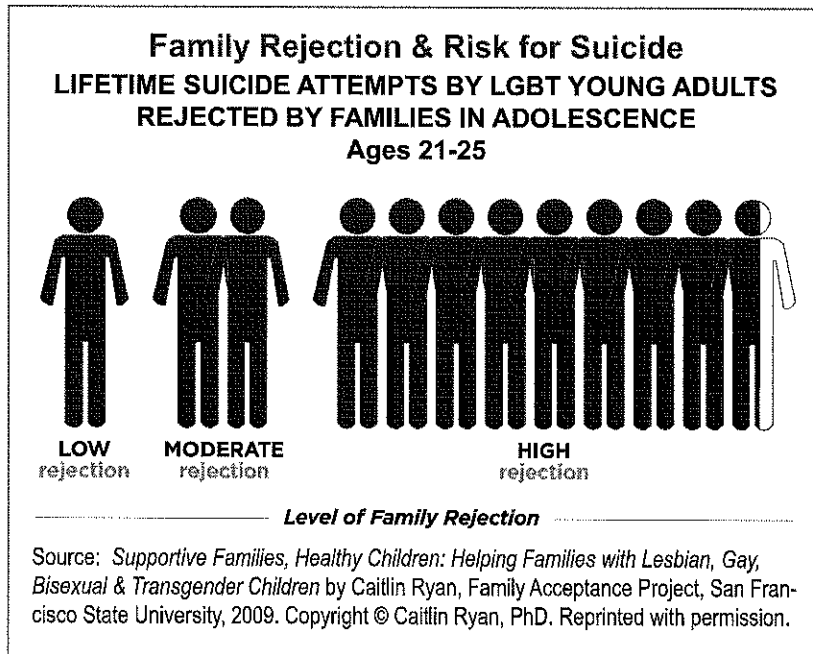 Family Rejection & Risk for Suicide
LIFETIME SUICIDE ATTEMPTS BY LGBT YOUNG ADULTS
REJECTED BY FAMILIES IN ADOLESCENCE
Ages 21-25
LOW
rejection
MODERATE
rejection
HIGH
rejection
Level of Family Rejection
Source: Supportive Families, Healthy Children: Helping Families with Lesbian, Gay,
Bisexual & Transgender Children by Caitlin Ryan, Family Acceptance Project, San Fran-
cisco State University, 2009. Copyright © Caitlin Ryan, PhD. Reprinted with permission.